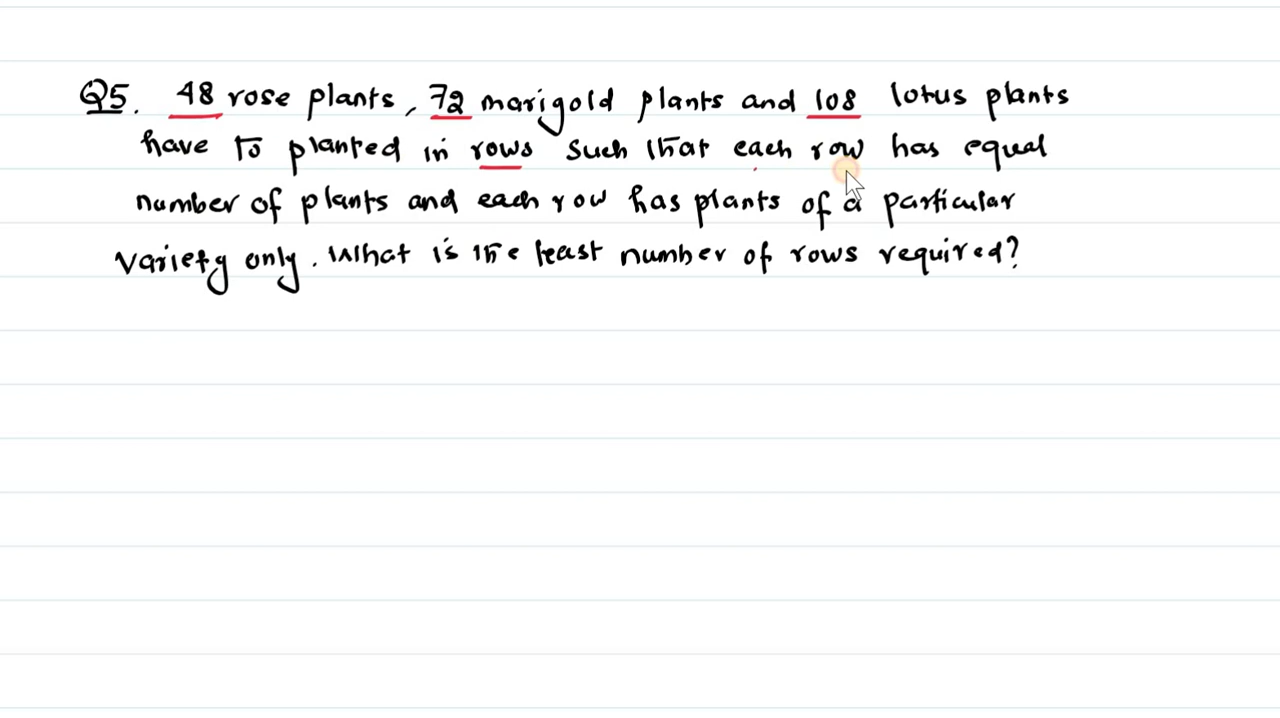 Q5. 48 rose plants, 72 marigold plants and 108 lotus plants
have to planted in rows such that each row has equal
number of plants and each row has plants of a particular
variety only. What is the least number of rows required?